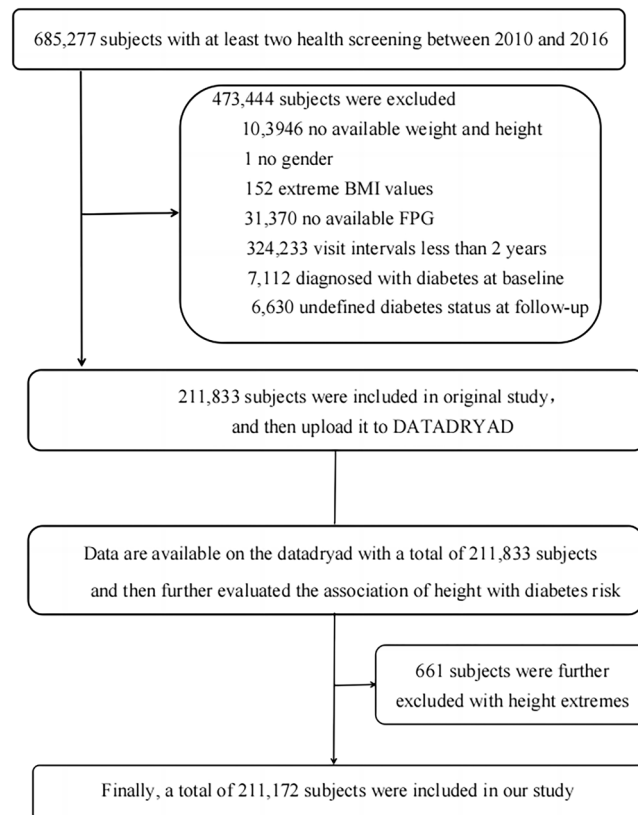 685,277 subjects with at least two health screening between 2010 and 2016
473,444 subjects were excluded
10,3946 no available weight and height
1 no gender
152 extreme BMI values
31,370 no available FPG
324,233 visit intervals less than 2 years
7,112 diagnosed with diabetes at baseline
6,630 undefined diabetes status at follow-up
211,833 subjects were included in original study，
and then upload it to DATADRYAD
Data are available on the datadryad with a total of 211,833 subjects
and then further evaluated the association of height with diabetes risk
661 subjects were further
excluded with height extremes
Finally, a total of 211,172 subjects were included in our study